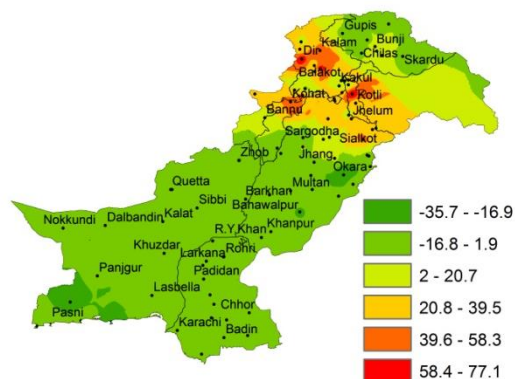 Gupis
Dir Kalam Bunji
Chilas
Skardu
Balakot
Kakul
Kohat Kotli
Bannu Jhelum
Sargodha
Sialkot
Zhob Jhang
Okara
Quetta Multan
Sibbi Barkhan
Bahawalpur
Nokkundi Dalbandin Kalat
R.Y.Khan Khanpur
Khuzdar Rohri
Larkana
Panjgur Padidan
Lasbella
Pasni Chhor
Karachi Badin
-35.7 - -16.9
-16.8 - 1.9
2 - 20.7
20.8 - 39.5
39.6 - 58.3
58.4 - 77.1